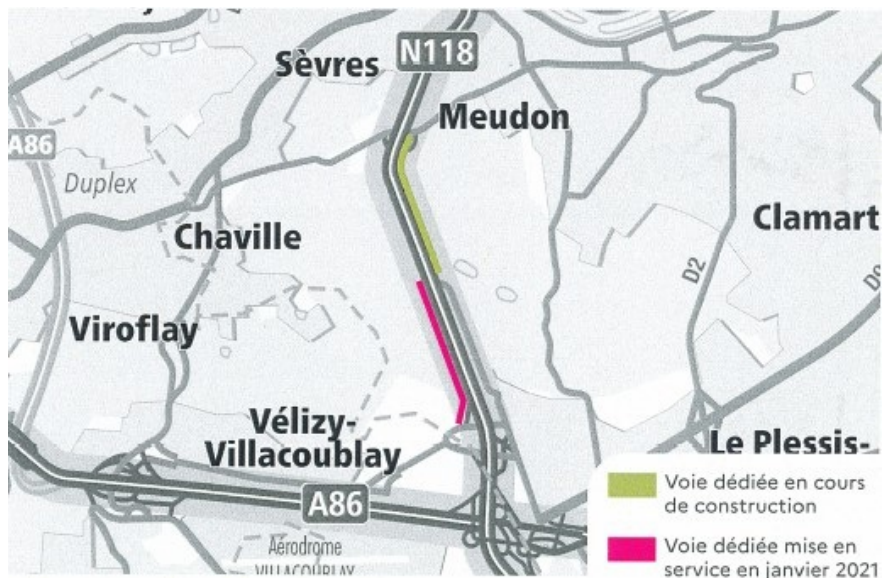 Sèvres
N118
Meudon
A86
Duplex
Chaville
Clamart
D2
Viroflay
Vélizy-
Villacoublay
Le Plessis-
A86
Aérodrome
VILLACOUBLAY
Voie dédiée en cours
de construction
Voie dédiée mise en
service en janvier 2021